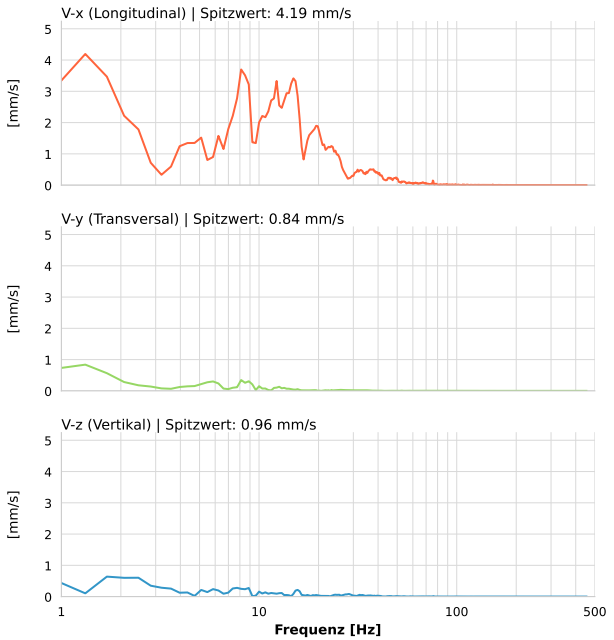 V-x (Longitudinal) | Spitzwert: 4.19 mm/s
5
4
3
2
1
0
[mm/s]
V-y (Transversal) | Spitzwert: 0.84 mm/s
5
4
3
2
1
0
[mm/s]
V-z (Vertikal) | Spitzwert: 0.96 mm/s
5
4
3
2
1
0
[mm/s]
1 10 100 500
Frequenz [Hz]